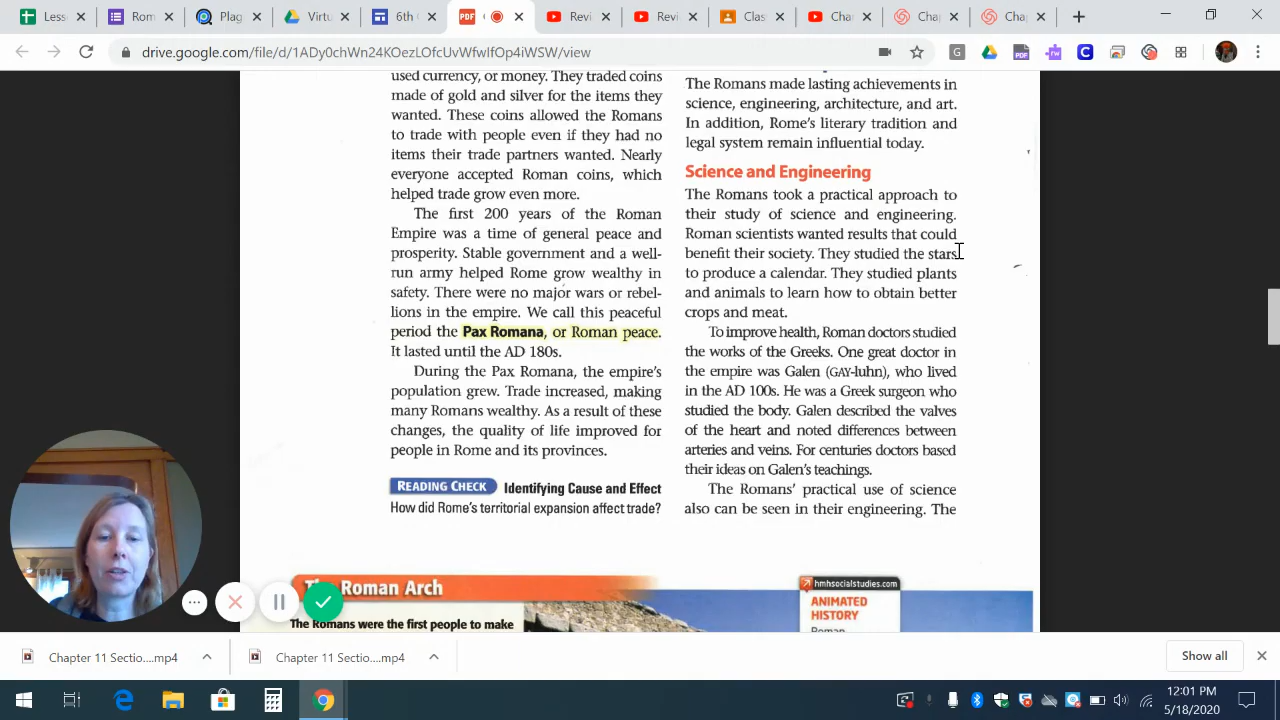 Less
Rom
Plag
Virtu
6th
Revi
Revi
Clas
Cha
Cha
Cha
drive.google.com/file/d/1ADy0chWn24KOezLOfcUvWfwIfOp4iWSW/view
used currency, or money. They traded coins
made of gold and silver for the items they
wanted. These coins allowed the Romans
to trade with people even if they had no
items their trade partners wanted. Nearly
everyone accepted Roman coins, which
helped trade grow even more.
The first 200 years of the Roman
Empire was a time of general peace and
prosperity. Stable government and a well-
run army helped Rome grow wealthy in
safety. There were no major wars or rebel-
lions in the empire. We call this peaceful
period the Pax Romana, or Roman peace.
It lasted until the AD 180s.
During the Pax Romana, the empire's
population grew. Trade increased, making
many Romans wealthy. As a result of these
changes, the quality of life improved for
people in Rome and its provinces.
READING CHECK Identifying Cause and Effect
How did Rome's territorial expansion affect trade?
The Romans made lasting achievements in
science, engineering, architecture, and art.
In addition, Rome's literary tradition and
legal system remain influential today.
Science and Engineering
The Romans took a practical approach to
their study of science and engineering.
Roman scientists wanted results that could
benefit their society. They studied the stars
to produce a calendar. They studied plants
and animals to learn how to obtain better
crops and meat.
To improve health, Roman doctors studied
the works of the Greeks. One great doctor in
the empire was Galen (GAY-luhn), who lived
in the AD 100s. He was a Greek surgeon who
studied the body. Galen described the valves
of the heart and noted differences between
arteries and veins. For centuries doctors based
their ideas on Galen's teachings.
The Romans' practical use of science
also can be seen in their engineering. The
The Roman Arch
The Romans were the first people to make
hmhsocialstudies.com
ANIMATED
HISTORY
Roman
Chapter 11 Sectio....mp4
Chapter 11 Sectio....mp4
Show all
12:01 PM
5/18/2020